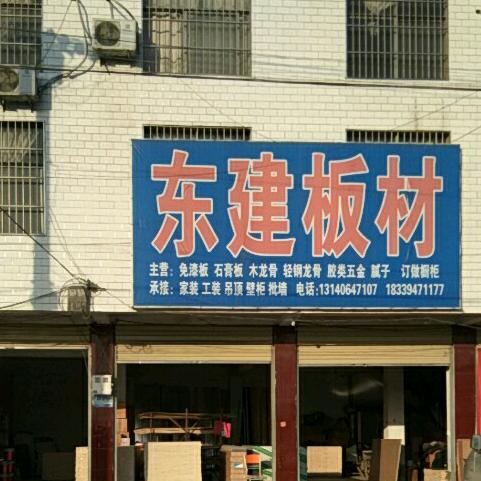 东建板材
主营：免漆板 石膏板 木龙骨 轻钢龙骨 胶类五金 腻子 订做橱柜
承接：家装 工装 吊顶 壁柜 批墙 电话:13140647107 18339471177